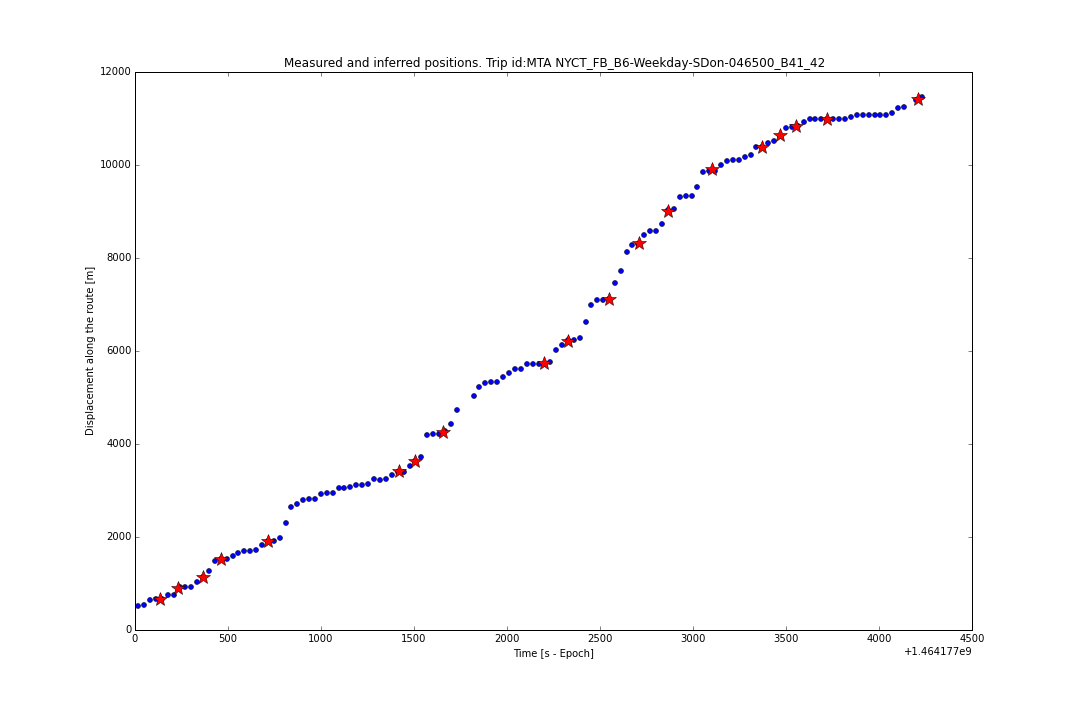 Measured and inferred positions. Trip id:MTA NYCT_FB_B6-Weekday-SDon-046500_B41_42
12000
10000
8000
6000
4000
2000
0
Displacement along the route [m]
0 500 1000 1500 2000 2500 3000 3500 4000 4500
Time [s - Epoch]
+1.464177e9